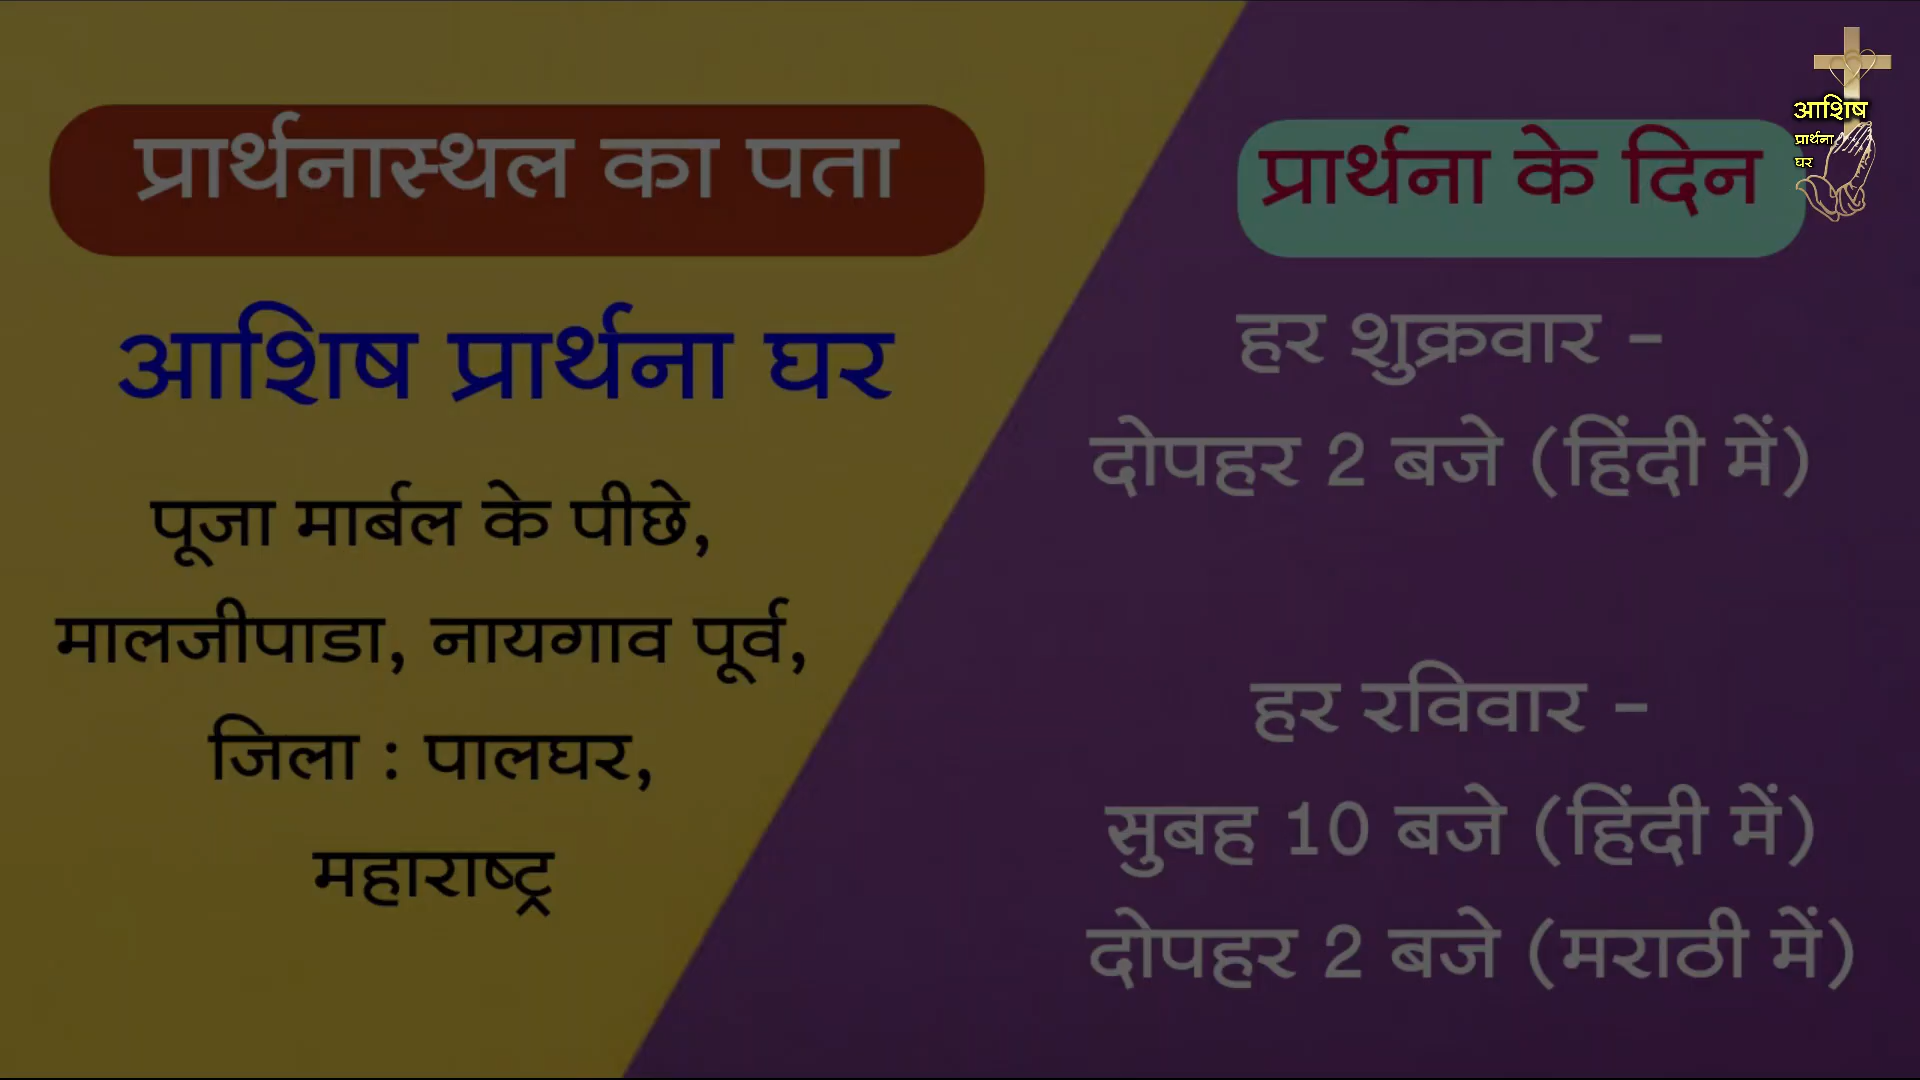 प्रार्थनास्थल का पता
आशिष प्रार्थना घर
पूजा मार्बल के पीछे,
मालजीपाडा, नायगाव पूर्व,
जिला : पालघर,
महाराष्ट्र
प्रार्थना के दिन
हर शुक्रवार -
दोपहर 2 बजे (हिंदी में)
हर रविवार -
सुबह 10 बजे (हिंदी में)
दोपहर 2 बजे (मराठी में)
आशिष
प्रार्थना
घर